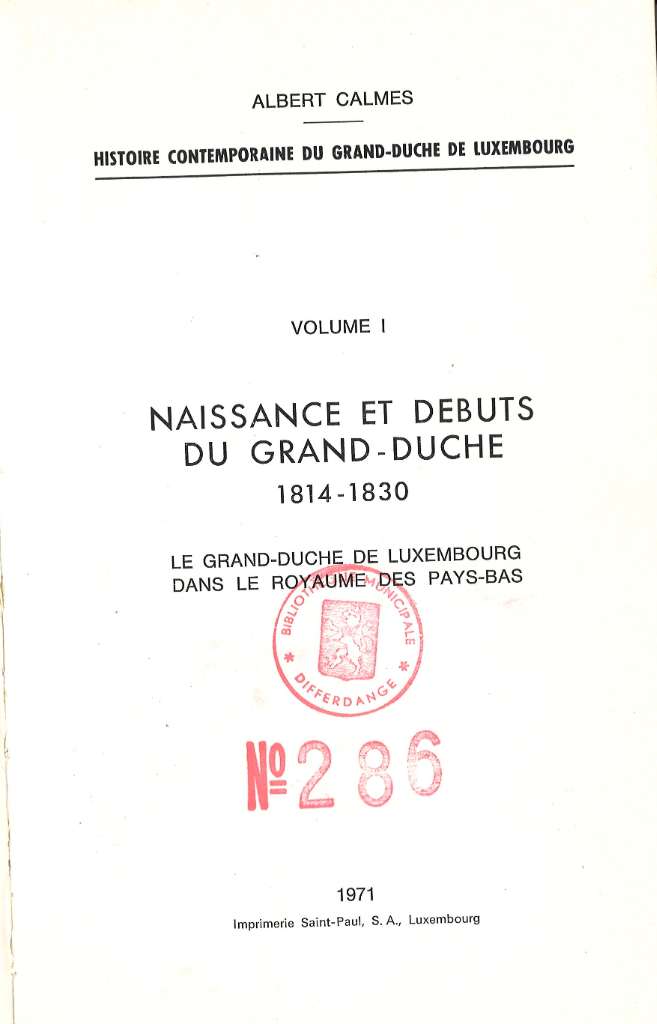 ALBERT CALMES
HISTOIRE CONTEMPORAINE DU GRAND-DUCHE DE LUXEMBOURG
VOLUME I
NAISSANCE ET DEBUTS
DU GRAND-DUCHE
1814-1830
LE GRAND-DUCHE DE LUXEMBOURG
DANS LE ROYAUME DES PAYS-BAS
BIBLIOTHEQUE MUNICIPALE
* DIFFERDANGE *
Nº 286
1971
Imprimerie Saint-Paul, S. A., Luxembourg